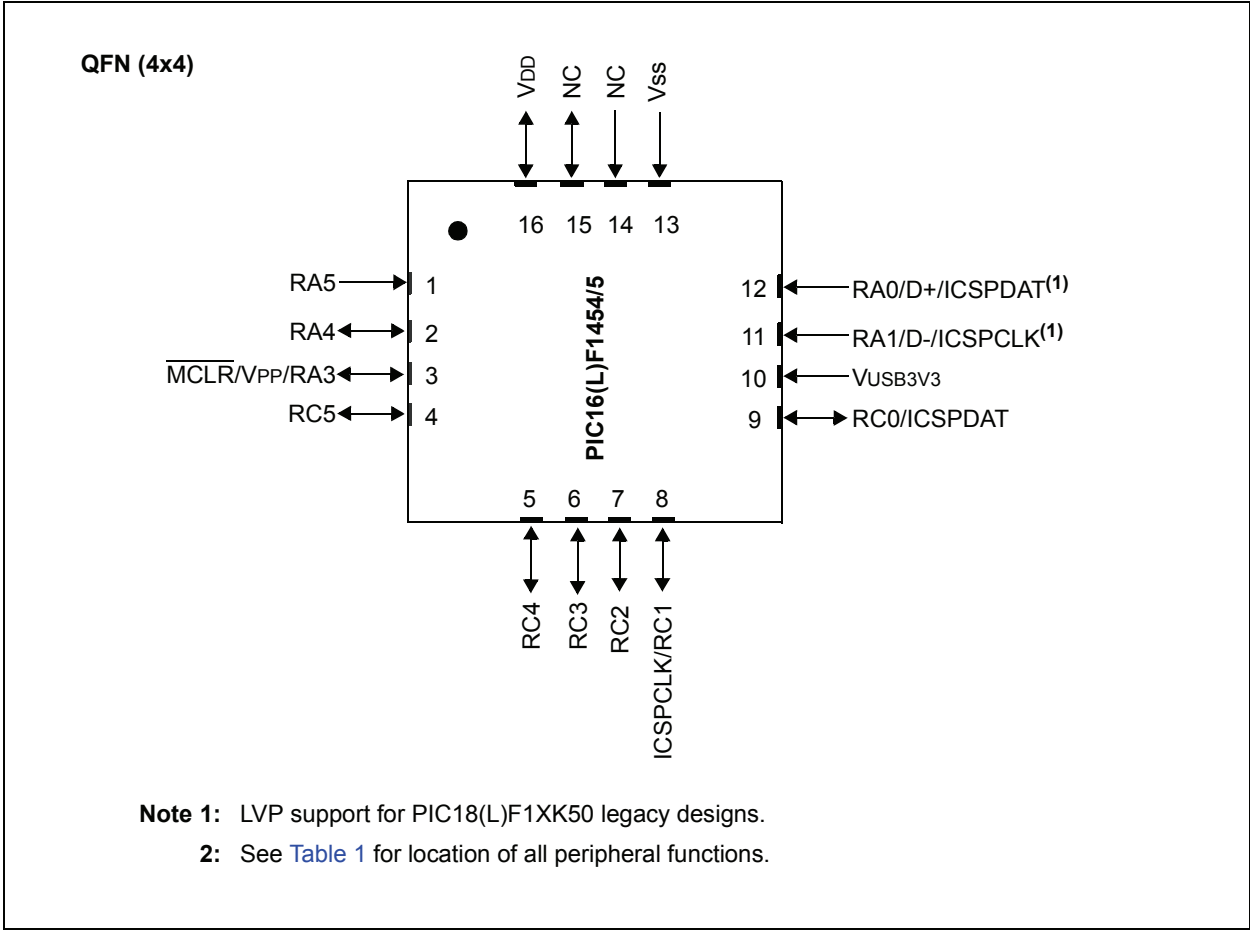 QFN (4x4)
VDD
NC
NC
Vss
16 15 14 13
RA5
1
RA4
2
MCLR/VPP/RA3
3
RC5
4
PIC16(L)F1454/5
12
RA0/D+/ICSPDAT(1)
11
RA1/D-/ICSPCLK(1)
10
VUSB3V3
9
RC0/ICSPDAT
5 6 7 8
RC4
RC3
RC2
ICSPCLK/RC1
Note 1: LVP support for PIC18(L)F1XK50 legacy designs.
2: See Table 1 for location of all peripheral functions.